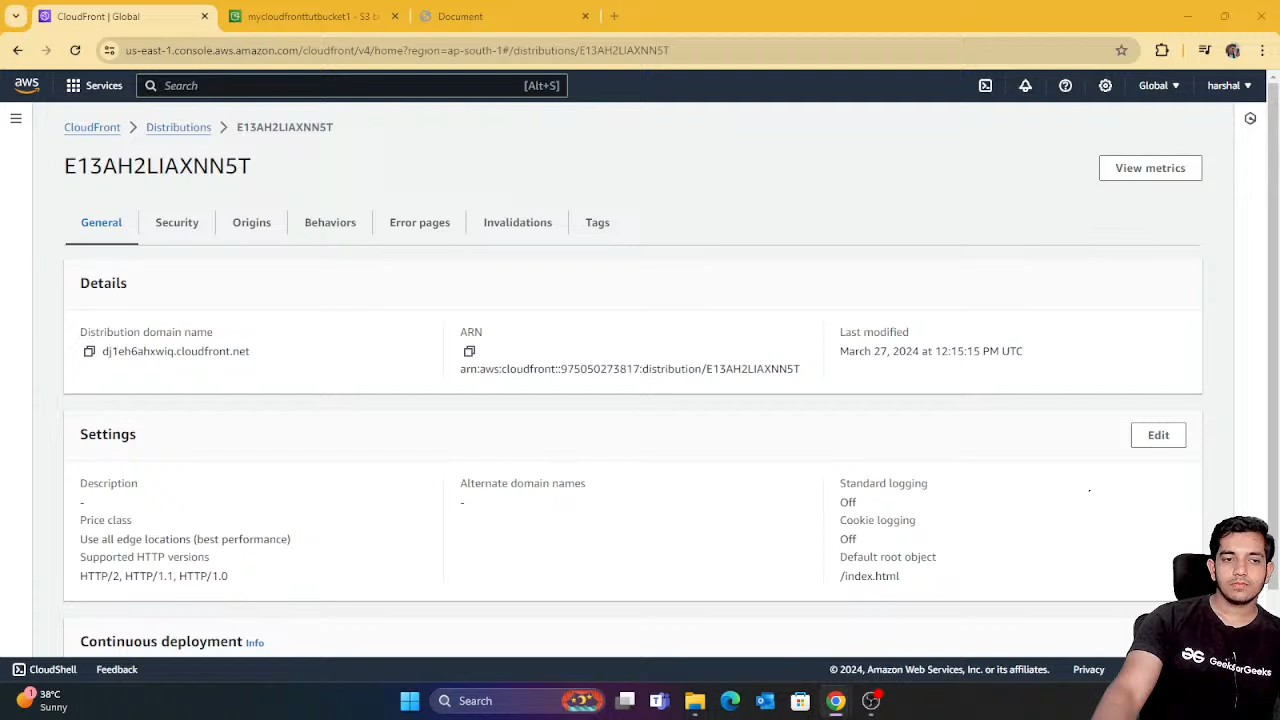 CloudFront | Global
mycloudfronttutbucket1 - S3 b
Document
us-east-1.console.aws.amazon.com/cloudfront/v4/home?region=ap-south-1#/distributions/E13AH2LIAXNN5T
aws
Services
Search
[Alt+S]
Global
harshal
CloudFront
Distributions
E13AH2LIAXNN5T
E13AH2LIAXNN5T
View metrics
General
Security
Origins
Behaviors
Error pages
Invalidations
Tags
Details
Distribution domain name
dj1eh6ahxwiq.cloudfront.net
ARN
arn:aws:cloudfront::975050273817:distribution/E13AH2LIAXNN5T
Last modified
March 27, 2024 at 12:15:15 PM UTC
Settings
Edit
Description
-
Price class
Use all edge locations (best performance)
Supported HTTP versions
HTTP/2, HTTP/1.1, HTTP/1.0
Alternate domain names
-
Standard logging
Off
Cookie logging
Off
Default root object
/index.html
Continuous deployment Info
GeeksforGeeks
CloudShell
Feedback
© 2024, Amazon Web Services, Inc. or its affiliates.
Privacy
1
38°C
Sunny
Search